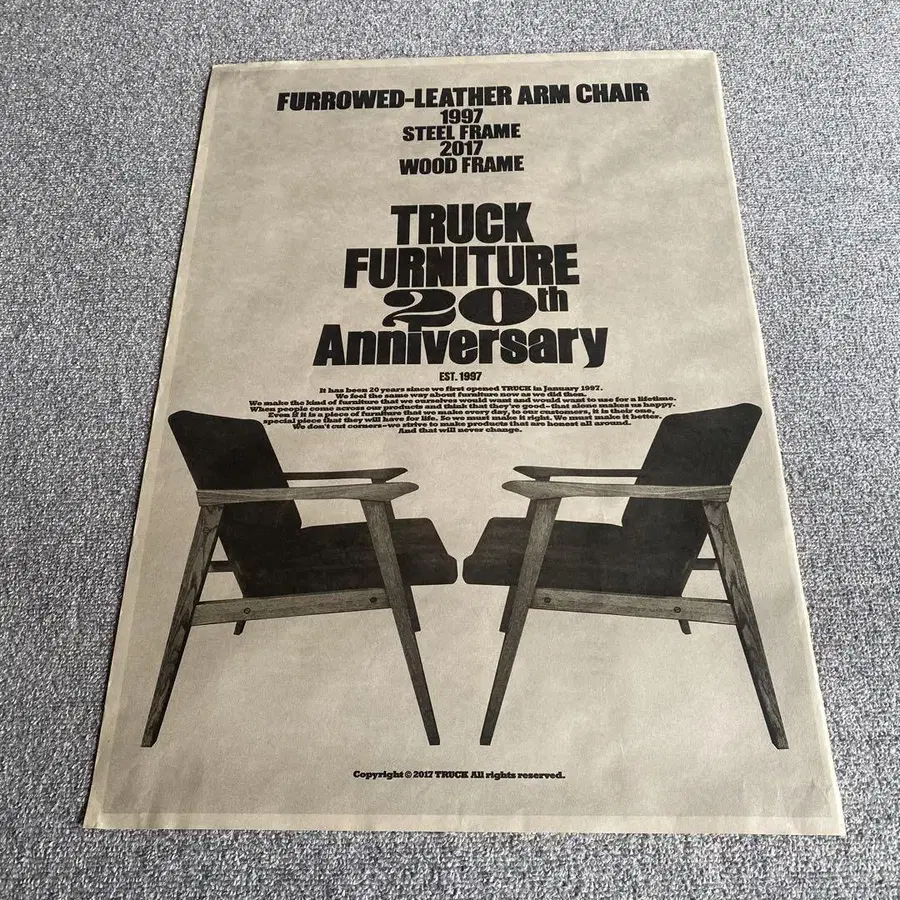 FURROWED-LEATHER ARM CHAIR
1997
STEEL FRAME
2017
WOOD FRAME
TRUCK
FURNITURE
20th
Anniversary
EST. 1997
It has been 20 years since we first opened TRUCK in January 1997.
We feel the same way about furniture now as we did then.
We make the kind of furniture that we ourselves would want and would want to use for a lifetime.
When people come across our products and think that they are nice, that alone makes us happy.
Even if it is a piece of furniture that we make every day, to our customers, it is their one,
special piece that they will have for life. So we must make it right. We must make it better.
We don't cut corners-we strive to make products that are honest all around.
And that will never change.
Copyright © 2017 TRUCK All rights reserved.